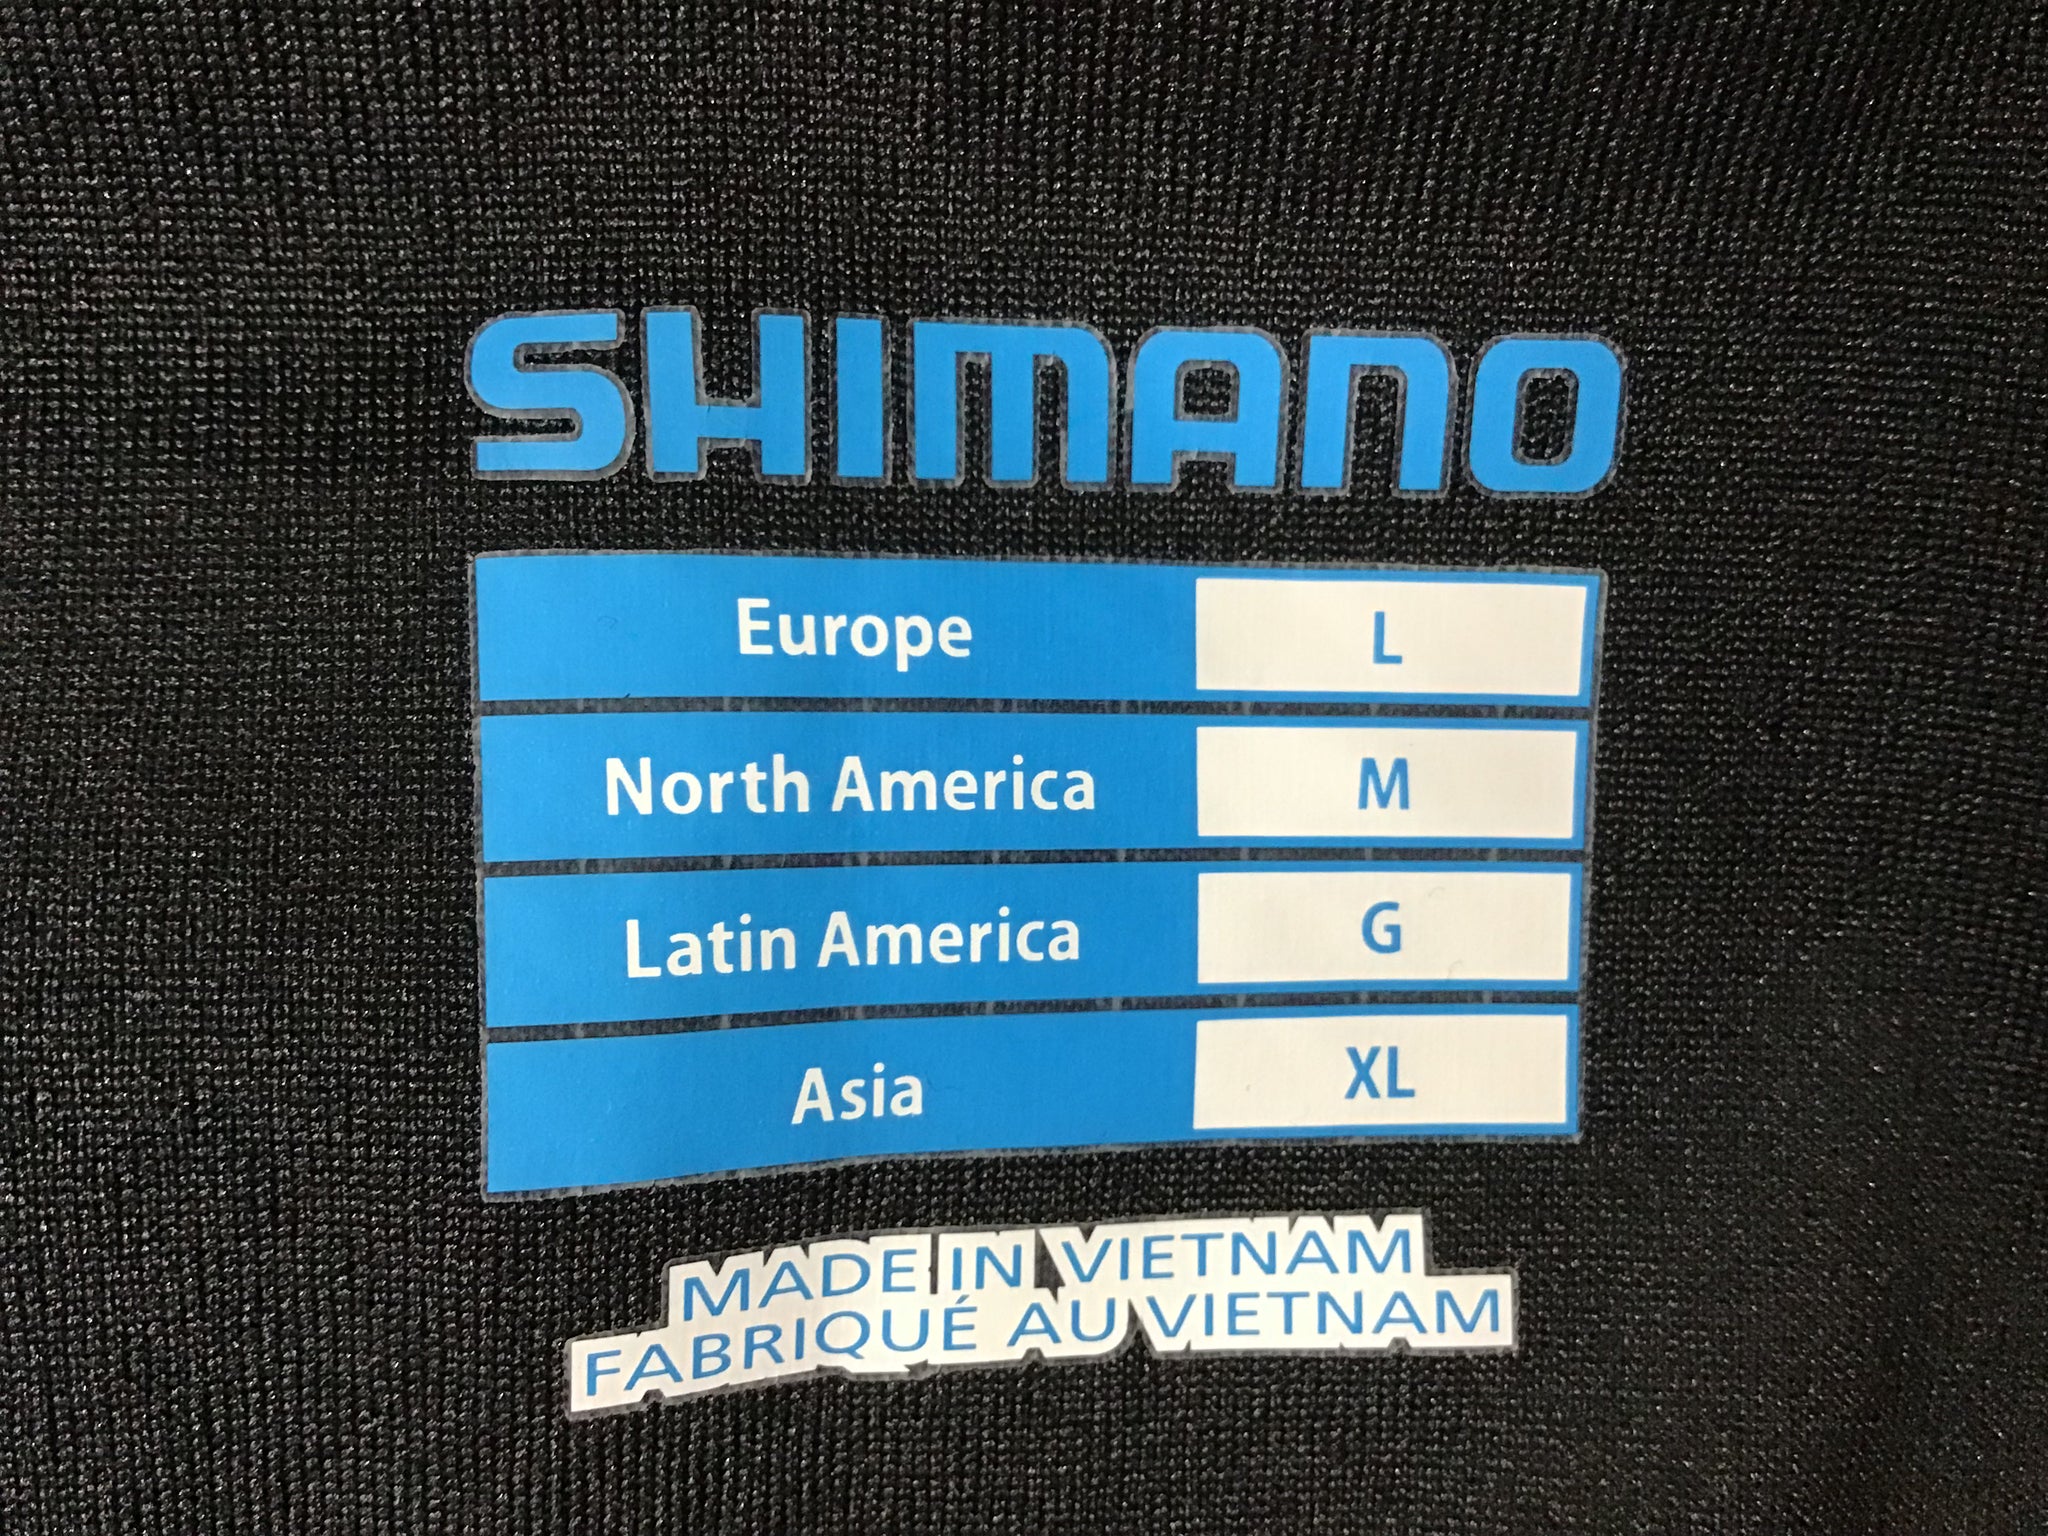 SHIMANO
Europe L
North America M
Latin America G
Asia XL
MADE IN VIETNAM
FABRIQUÉ AU VIETNAM